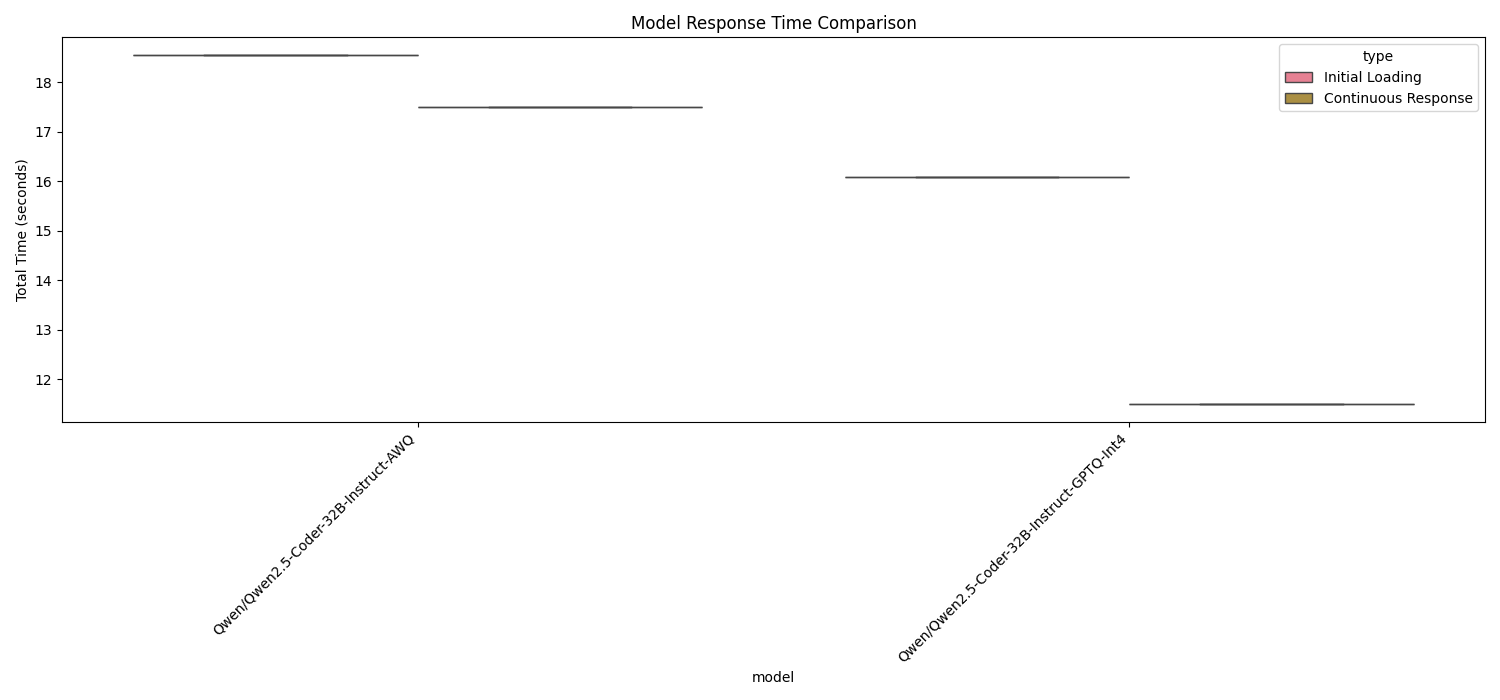 Model Response Time Comparison
type
Initial Loading
Continuous Response
Total Time (seconds)
18
17
16
15
14
13
12
Qwen/Qwen2.5-Coder-32B-Instruct-AWQ
Qwen/Qwen2.5-Coder-32B-Instruct-GPTQ-Int4
model